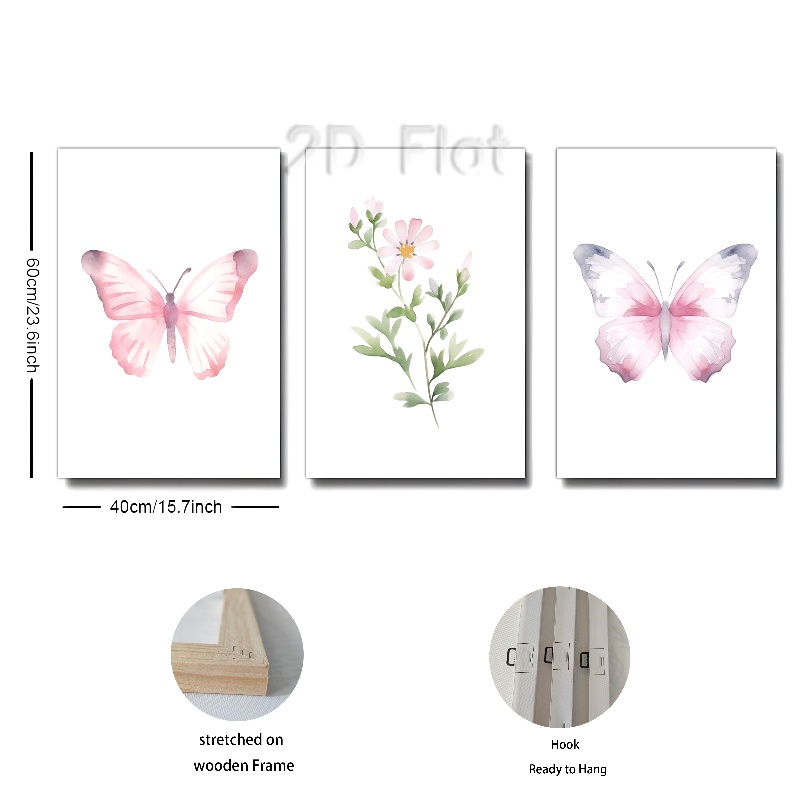 2D Flat
60cm/23.6inch
40cm/15.7inch
stretched on
wooden Frame
Hook
Ready to Hang